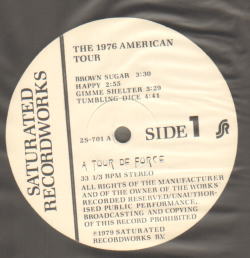 SATURATED
RECORDWORKS
THE 1976 AMERICAN
TOUR
BROWN SUGAR 3:30
HAPPY 2:55
GIMME SHELTER 5:29
TUMBLING DICE 4:41
2S-701 A
SIDE 1
A TOUR DE FORCE
33 1/3 RPM STEREO
ALL RIGHTS OF THE MANUFACTURER
AND OF THE OWNER OF THE WORKS
RECORDED RESERVED/UNAUTHOR-
ISED PUBLIC PERFORMANCE,
BROADCASTING AND COPYING
OF THIS RECORD PROHIBITED
©1979 SATURATED
RECORDWORKS B.V.